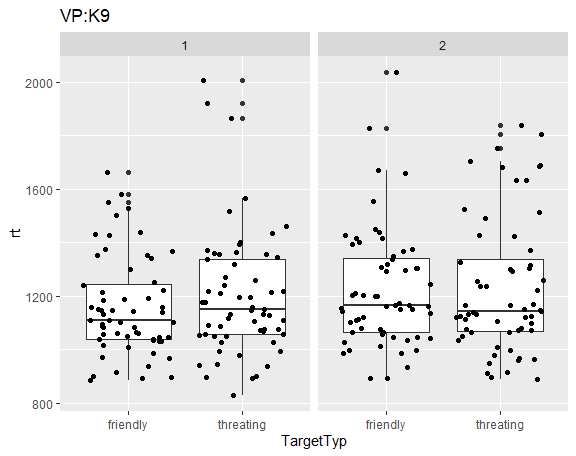 VP:K9
1 2
2000
1600
1200
800
rt
friendly threating friendly threating
TargetTyp